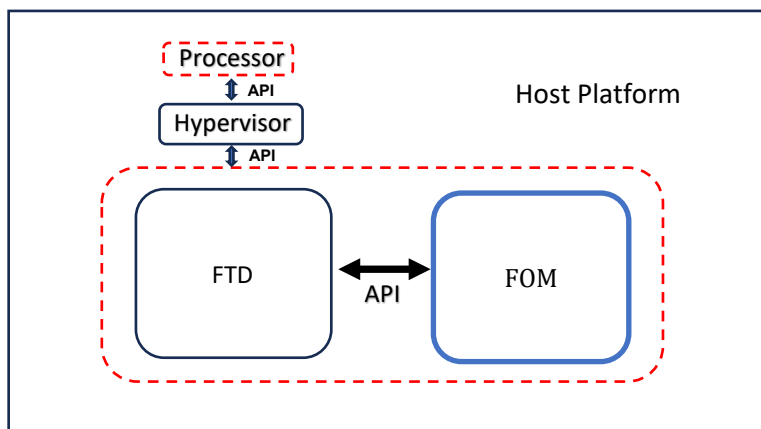 Processor
API
Host Platform
Hypervisor
API
FTD
API
FOM